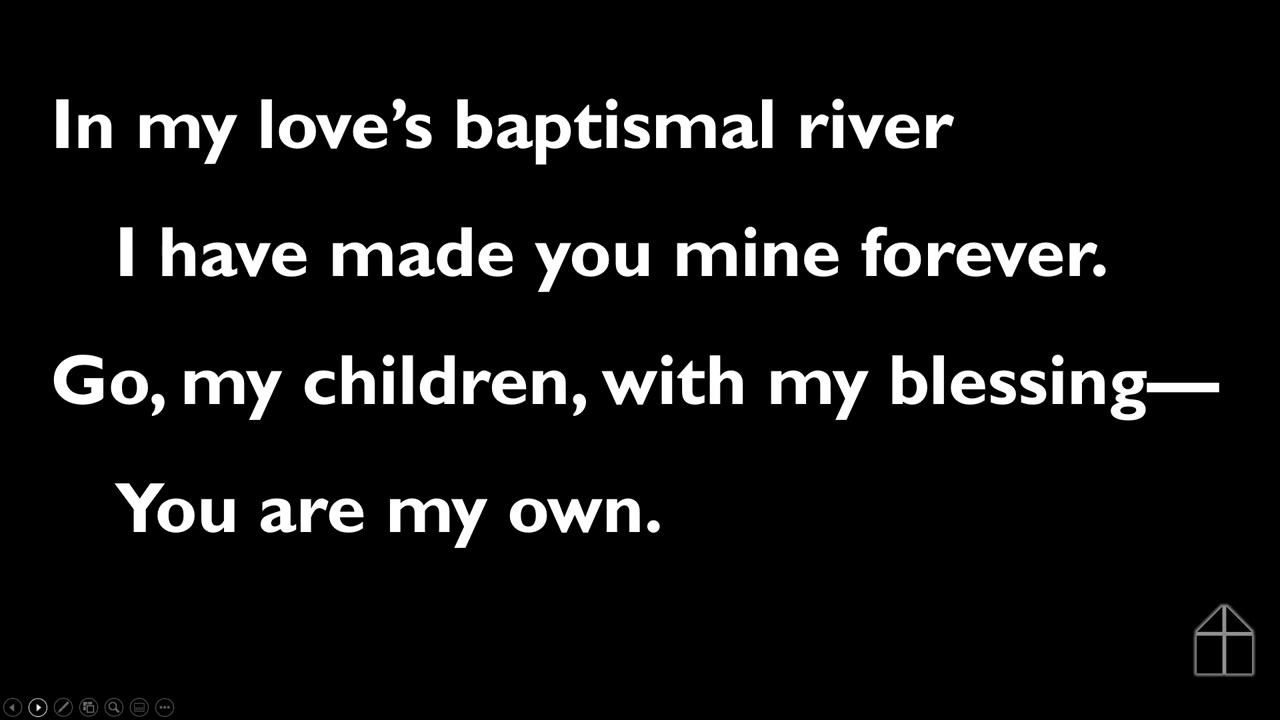 In my love’s baptismal river
I have made you mine forever.
Go, my children, with my blessing—
You are my own.